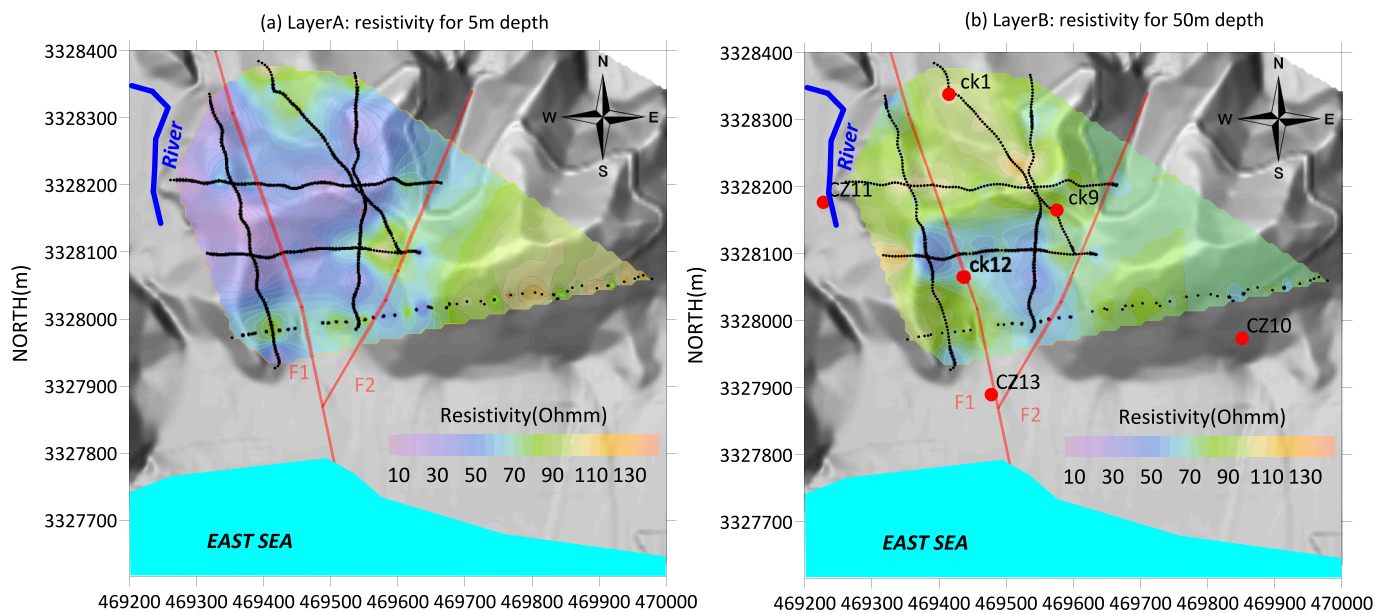 (a) LayerA: resistivity for 5m depth
3328400
3328300
3328200
3328100
3328000
3327900
3327800
3327700
NORTH(m)
River
N
W
E
S
F1
F2
Resistivity(Ohmm)
10 30 50 70 90 110 130
EAST SEA
469200 469300 469400 469500 469600 469700 469800 469900 470000
(b) LayerB: resistivity for 50m depth
3328400
3328300
3328200
3328100
3328000
3327900
3327800
3327700
NORTH(m)
River
N
W
E
S
ck1
CZ11
ck9
ck12
CZ10
CZ13
F1
F2
Resistivity(Ohmm)
10 30 50 70 90 110 130
EAST SEA
469200 469300 469400 469500 469600 469700 469800 469900 470000